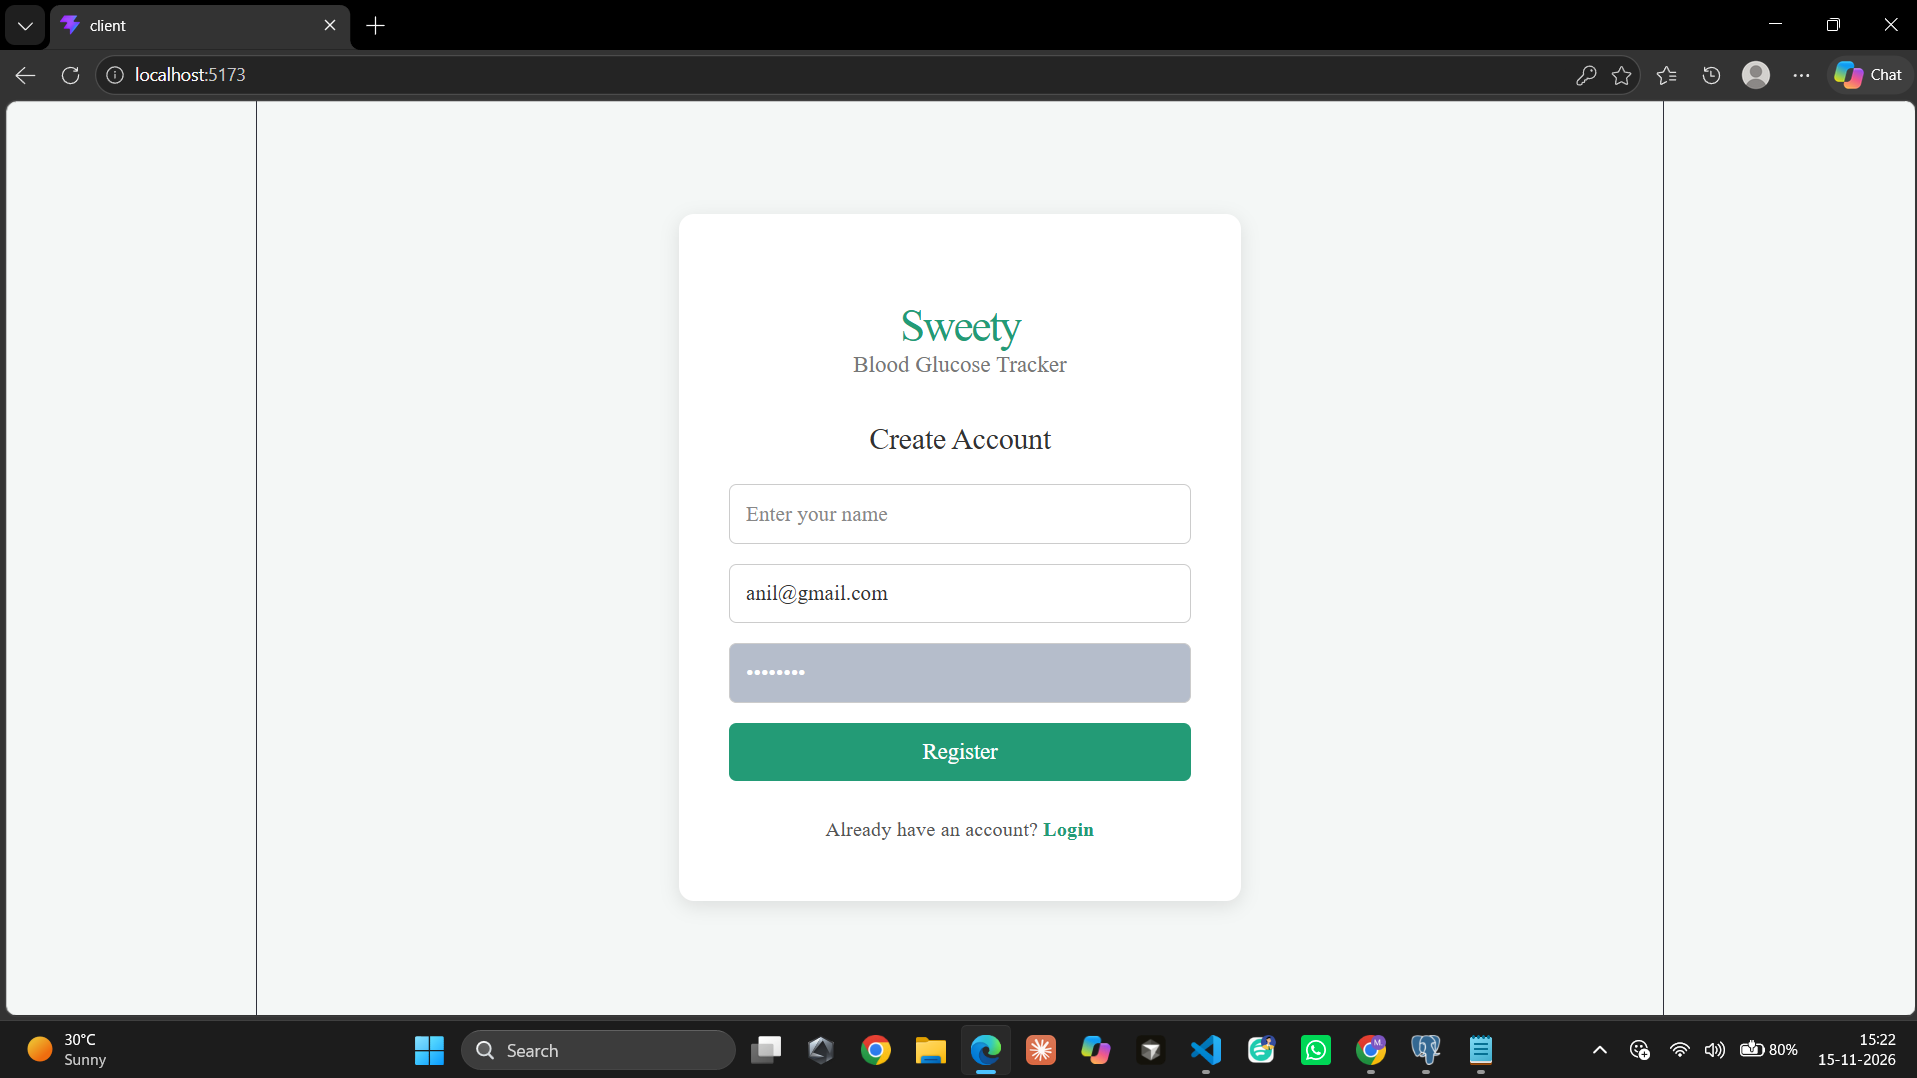 client
localhost:5173
Chat
Sweety
Blood Glucose Tracker
Create Account
Enter your name
anil@gmail.com
••••••••
Register
Already have an account? Login
30°C
Sunny
Search
M
80%
15:22
15-11-2026